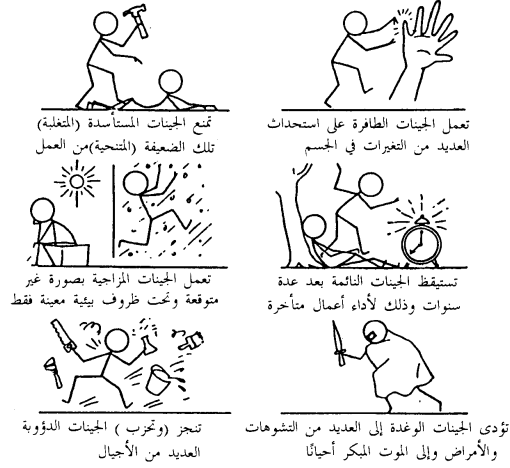 تعمل الجينات الطافرة على استحداث
العديد من التغيرات في الجسم
تمنع الجينات المستأسدة (المتغلبة)
تلك الضعيفة (المتنحية) من العمل
تستيقظ الجينات النائمة بعد عدة
سنوات وذلك لأداء أعمال متأخرة
تعمل الجينات المزاجية بصورة غير
متوقعة وتحت ظروف بيئية معينة فقط
تؤدى الجينات الوغدة إلى العديد من التشوهات
والأمراض وإلى الموت المبكر أحيانًا
تنجز (وتخرب) الجينات الدؤوبة
العديد من الأجيال